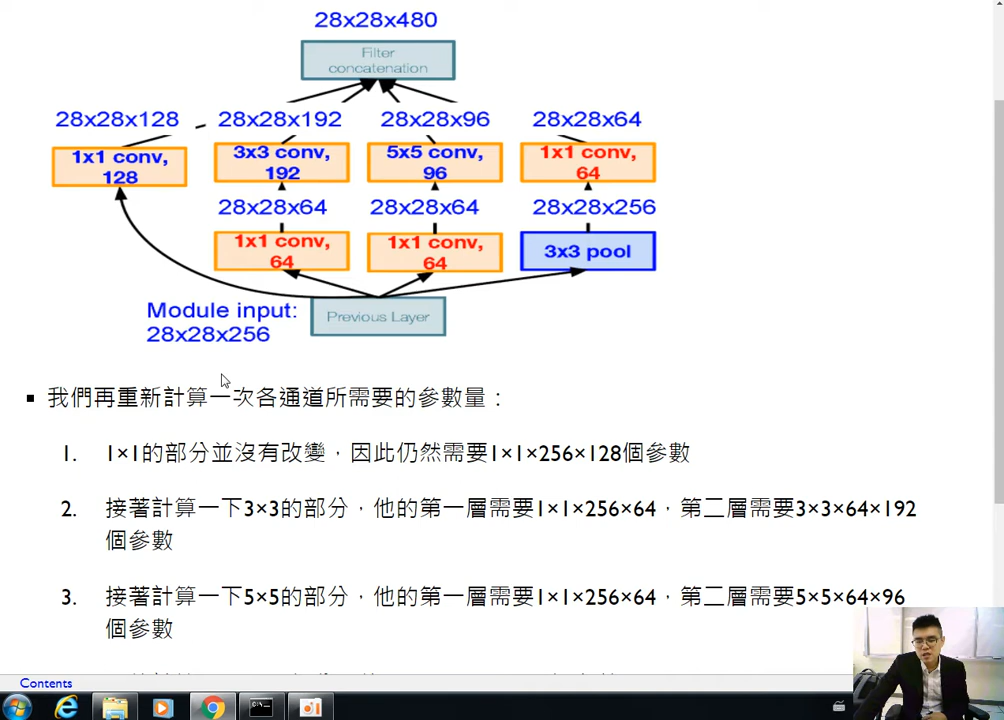 28x28x480
Filter
concatenation
28x28x128
28x28x192
28x28x96
28x28x64
1x1 conv,
128
3x3 conv,
192
5x5 conv,
96
1x1 conv,
64
28x28x64
28x28x64
28x28x256
1x1 conv,
64
1x1 conv,
64
3x3 pool
Module input:
28x28x256
Previous Layer
▪ 我們再重新計算一次各通道所需要的參數量：
1. 1×1的部分並沒有改變，因此仍然需要1×1×256×128個參數
2. 接著計算一下3×3的部分，他的第一層需要1×1×256×64，第二層需要3×3×64×192
個參數
3. 接著計算一下5×5的部分，他的第一層需要1×1×256×64，第二層需要5×5×64×96
個參數
Contents